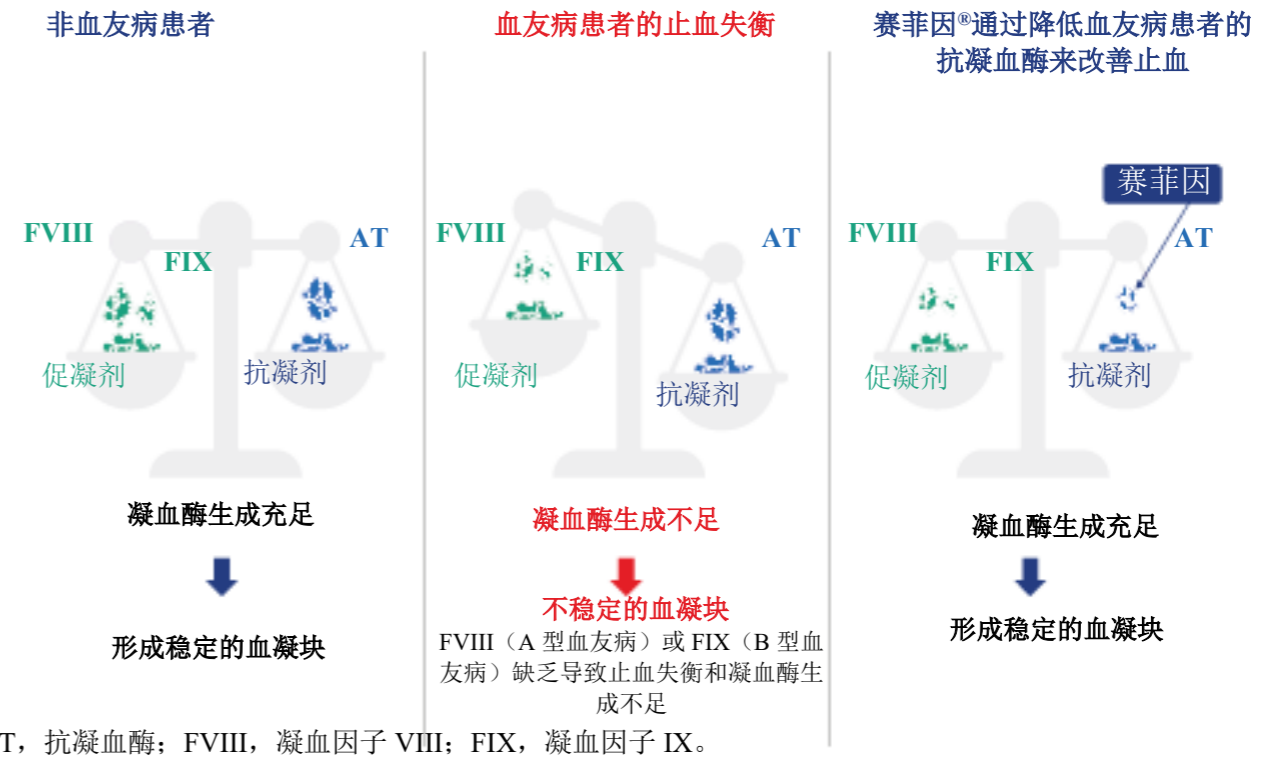 非血友病患者
FVIII
FIX
AT
促凝剂
抗凝剂
凝血酶生成充足
形成稳定的血凝块
血友病患者的止血失衡
FVIII
FIX
AT
促凝剂
抗凝剂
凝血酶生成不足
不稳定的血凝块
FVIII（A 型血友病）或 FIX（B 型血
友病）缺乏导致止血失衡和凝血酶生
成不足
赛菲因®通过降低血友病患者的
抗凝血酶来改善止血
赛菲因
FVIII
FIX
AT
促凝剂
抗凝剂
凝血酶生成充足
形成稳定的血凝块
T，抗凝血酶；FVIII，凝血因子 VIII；FIX，凝血因子 IX。